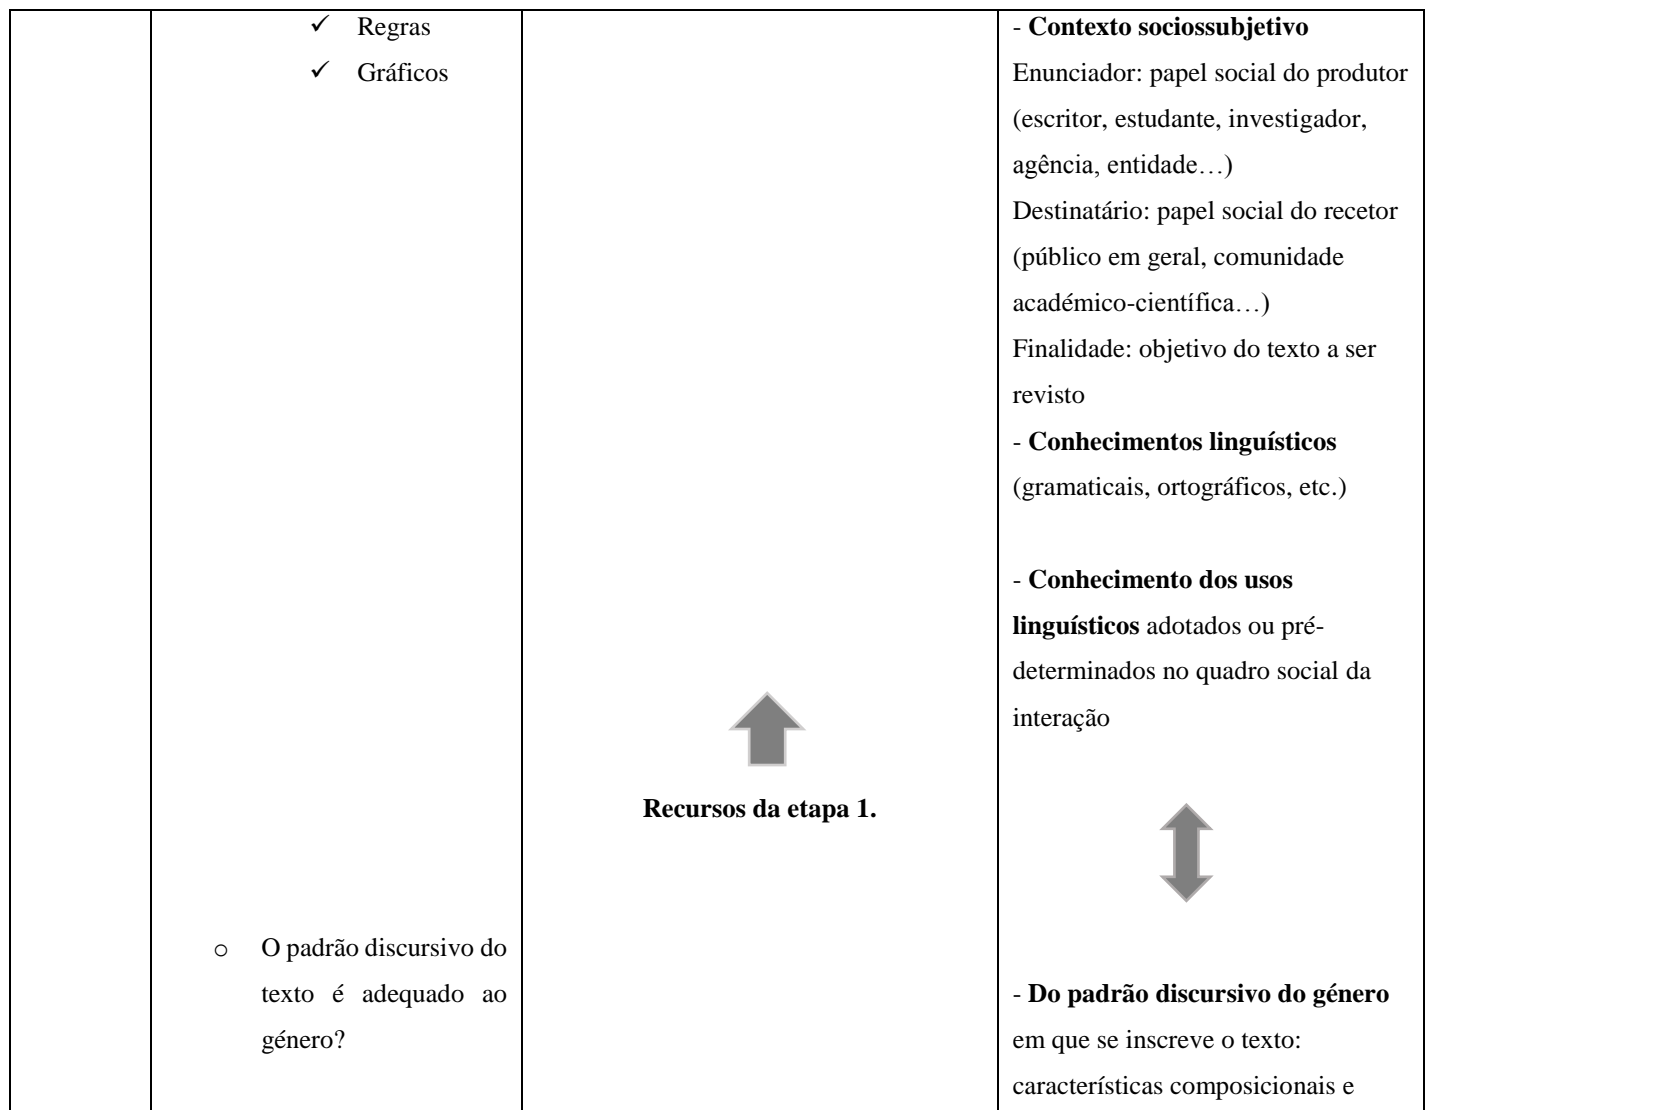 ✓ Regras
✓ Gráficos
o O padrão discursivo do
texto é adequado ao
género?
Recursos da etapa 1.
- Contexto sociossubjetivo
Enunciador: papel social do produtor
(escritor, estudante, investigador,
agência, entidade…)
Destinatário: papel social do recetor
(público em geral, comunidade
académico-científica…)
Finalidade: objetivo do texto a ser
revisto
- Conhecimentos linguísticos
(gramaticais, ortográficos, etc.)
- Conhecimento dos usos
linguísticos adotados ou pré-
determinados no quadro social da
interação
- Do padrão discursivo do género
em que se inscreve o texto:
características composicionais e